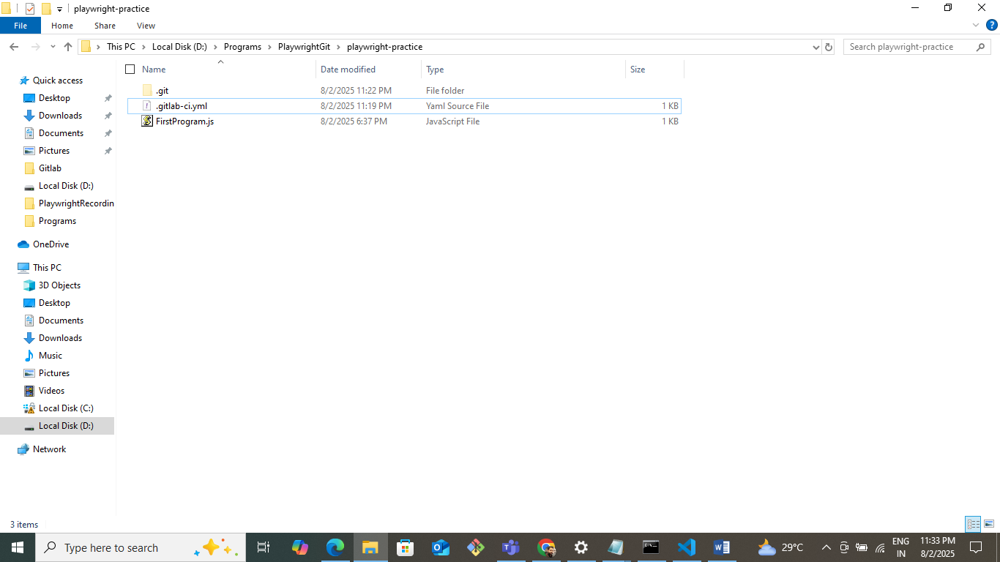 playwright-practice
File Home Share View
This PC Local Disk (D:) Programs PlaywrightGit playwright-practice
Search playwright-practice
Name Date modified Type Size
.git 8/2/2025 11:22 PM File folder
.gitlab-ci.yml 8/2/2025 11:19 PM Yaml Source File 1 KB
FirstProgram.js 8/2/2025 6:37 PM JavaScript File 1 KB
Quick access
Desktop
Downloads
Documents
Pictures
Gitlab
Local Disk (D:)
PlaywrightRecordin
Programs
OneDrive
This PC
3D Objects
Desktop
Documents
Downloads
Music
Pictures
Videos
Local Disk (C:)
Local Disk (D:)
Network
3 items
Type here to search
29°C
ENG
IN
11:33 PM
8/2/2025